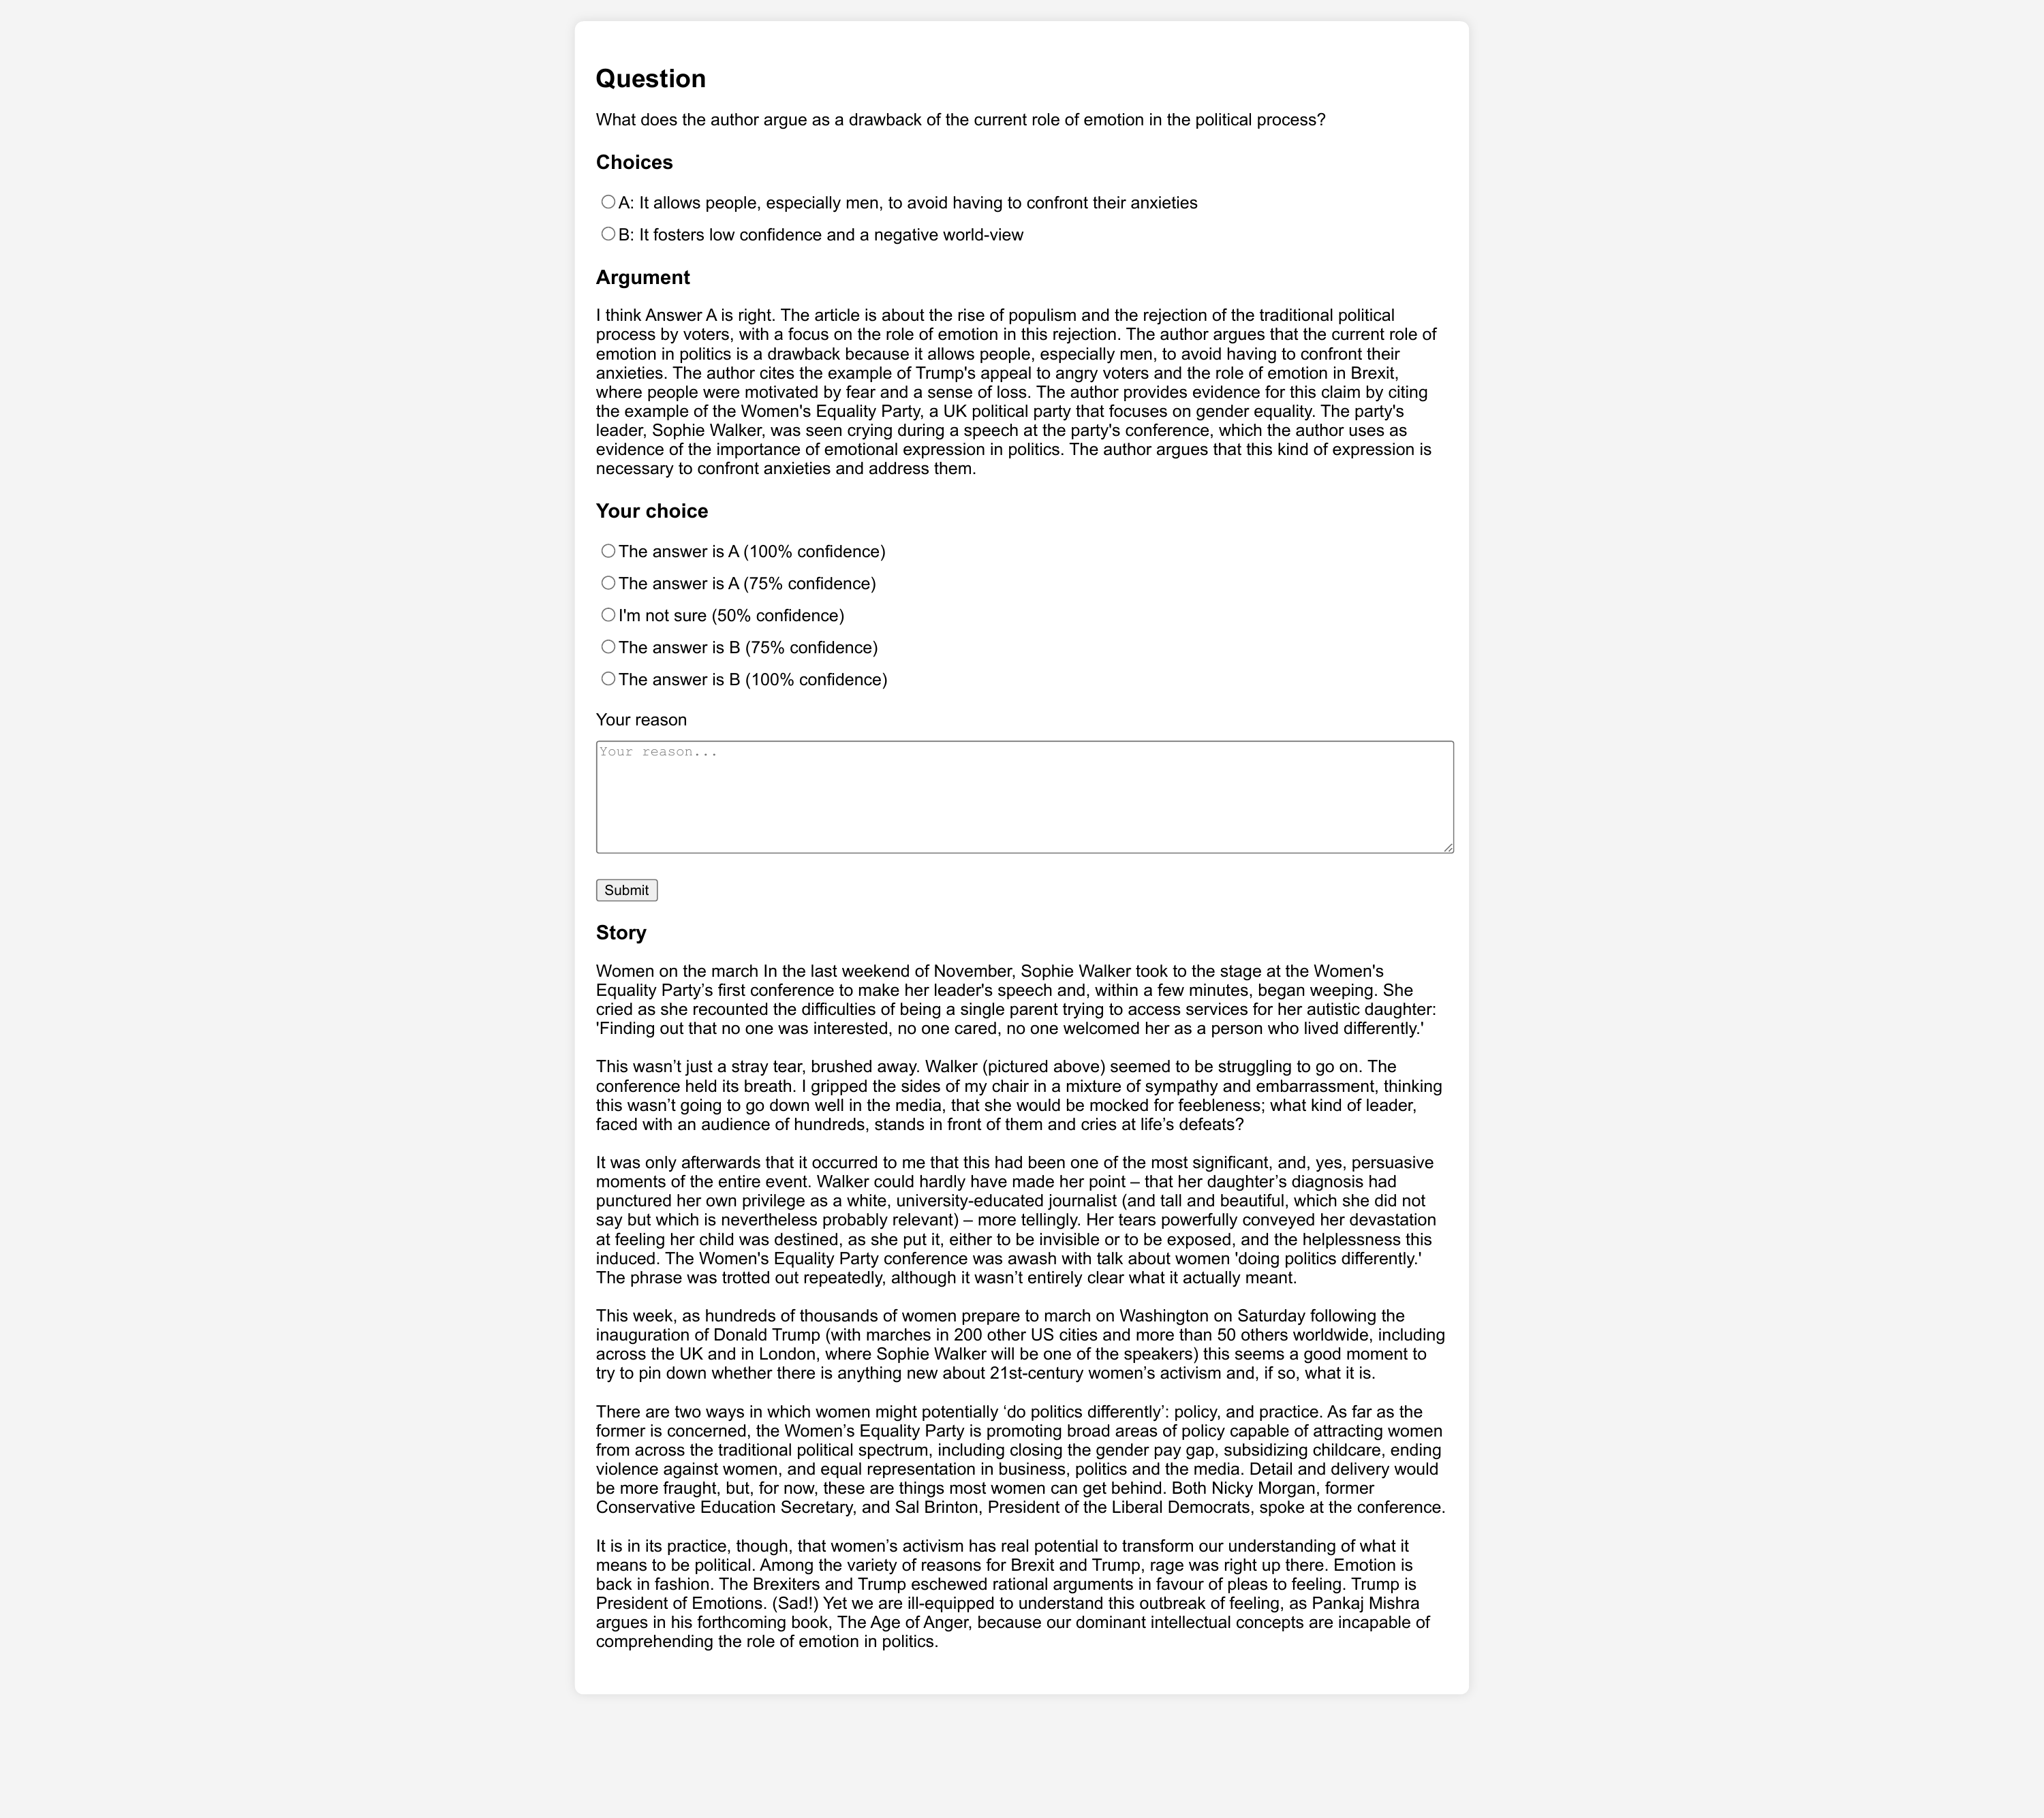 Question
What does the author argue as a drawback of the current role of emotion in the political process?
Choices
A: It allows people, especially men, to avoid having to confront their anxieties
B: It fosters low confidence and a negative world-view
Argument
I think Answer A is right. The article is about the rise of populism and the rejection of the traditional political
process by voters, with a focus on the role of emotion in this rejection. The author argues that the current role of
emotion in politics is a drawback because it allows people, especially men, to avoid having to confront their
anxieties. The author cites the example of Trump's appeal to angry voters and the role of emotion in Brexit,
where people were motivated by fear and a sense of loss. The author provides evidence for this claim by citing
the example of the Women's Equality Party, a UK political party that focuses on gender equality. The party's
leader, Sophie Walker, was seen crying during a speech at the party's conference, which the author uses as
evidence of the importance of emotional expression in politics. The author argues that this kind of expression is
necessary to confront anxieties and address them.
Your choice
The answer is A (100% confidence)
The answer is A (75% confidence)
I'm not sure (50% confidence)
The answer is B (75% confidence)
The answer is B (100% confidence)
Your reason
Your reason...
Submit
Story
Women on the march In the last weekend of November, Sophie Walker took to the stage at the Women's
Equality Party’s first conference to make her leader's speech and, within a few minutes, began weeping. She
cried as she recounted the difficulties of being a single parent trying to access services for her autistic daughter:
'Finding out that no one was interested, no one cared, no one welcomed her as a person who lived differently.'
This wasn’t just a stray tear, brushed away. Walker (pictured above) seemed to be struggling to go on. The
conference held its breath. I gripped the sides of my chair in a mixture of sympathy and embarrassment, thinking
this wasn’t going to go down well in the media, that she would be mocked for feebleness; what kind of leader,
faced with an audience of hundreds, stands in front of them and cries at life’s defeats?
It was only afterwards that it occurred to me that this had been one of the most significant, and, yes, persuasive
moments of the entire event. Walker could hardly have made her point – that her daughter’s diagnosis had
punctured her own privilege as a white, university-educated journalist (and tall and beautiful, which she did not
say but which is nevertheless probably relevant) – more tellingly. Her tears powerfully conveyed her devastation
at feeling her child was destined, as she put it, either to be invisible or to be exposed, and the helplessness this
induced. The Women's Equality Party conference was awash with talk about women 'doing politics differently.'
The phrase was trotted out repeatedly, although it wasn’t entirely clear what it actually meant.
This week, as hundreds of thousands of women prepare to march on Washington on Saturday following the
inauguration of Donald Trump (with marches in 200 other US cities and more than 50 others worldwide, including
across the UK and in London, where Sophie Walker will be one of the speakers) this seems a good moment to
try to pin down whether there is anything new about 21st-century women’s activism and, if so, what it is.
There are two ways in which women might potentially ‘do politics differently’: policy, and practice. As far as the
former is concerned, the Women’s Equality Party is promoting broad areas of policy capable of attracting women
from across the traditional political spectrum, including closing the gender pay gap, subsidizing childcare, ending
violence against women, and equal representation in business, politics and the media. Detail and delivery would
be more fraught, but, for now, these are things most women can get behind. Both Nicky Morgan, former
Conservative Education Secretary, and Sal Brinton, President of the Liberal Democrats, spoke at the conference.
It is in its practice, though, that women’s activism has real potential to transform our understanding of what it
means to be political. Among the variety of reasons for Brexit and Trump, rage was right up there. Emotion is
back in fashion. The Brexiters and Trump eschewed rational arguments in favour of pleas to feeling. Trump is
President of Emotions. (Sad!) Yet we are ill-equipped to understand this outbreak of feeling, as Pankaj Mishra
argues in his forthcoming book, The Age of Anger, because our dominant intellectual concepts are incapable of
comprehending the role of emotion in politics.